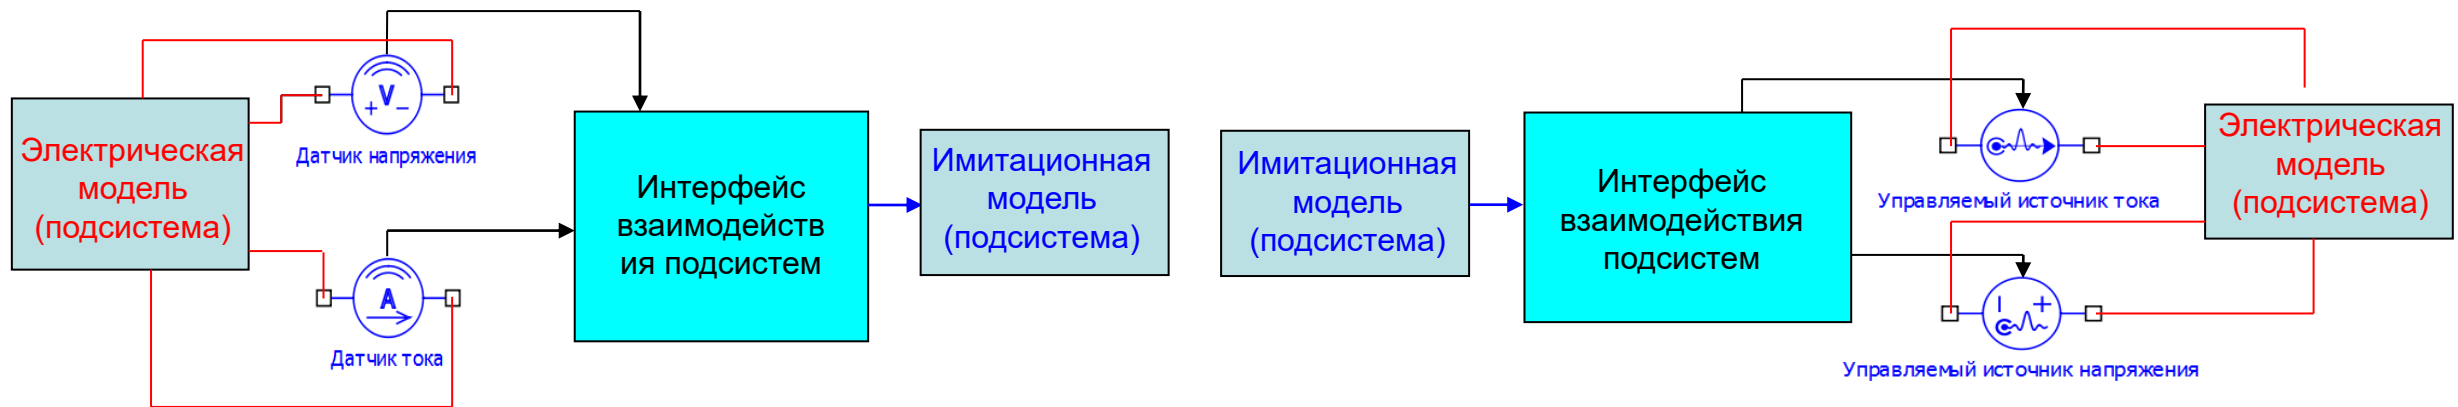 Электрическая
модель
(подсистема)
V
+ −
Датчик напряжения
A
Датчик тока
Интерфейс
взаимодейств
ия подсистем
Имитационная
модель
(подсистема)
Имитационная
модель
(подсистема)
Интерфейс
взаимодействия
подсистем
Управляемый источник тока
Управляемый источник напряжения
Электрическая
модель
(подсистема)